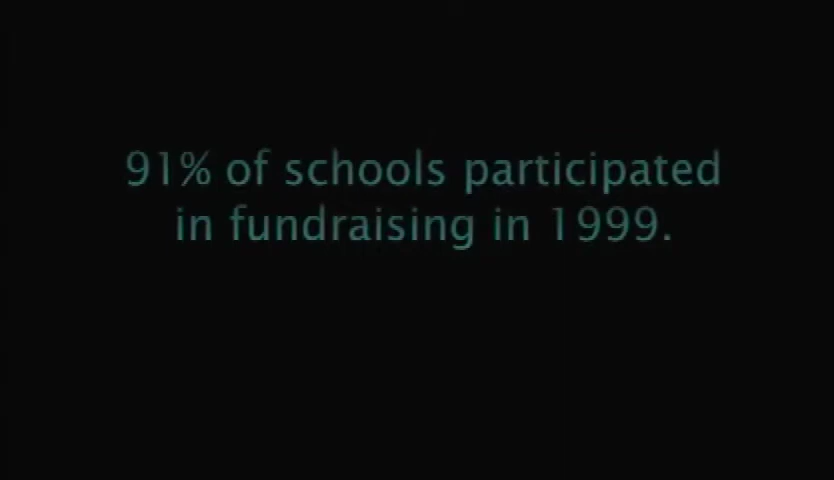 91% of schools participated
in fundraising in 1999.